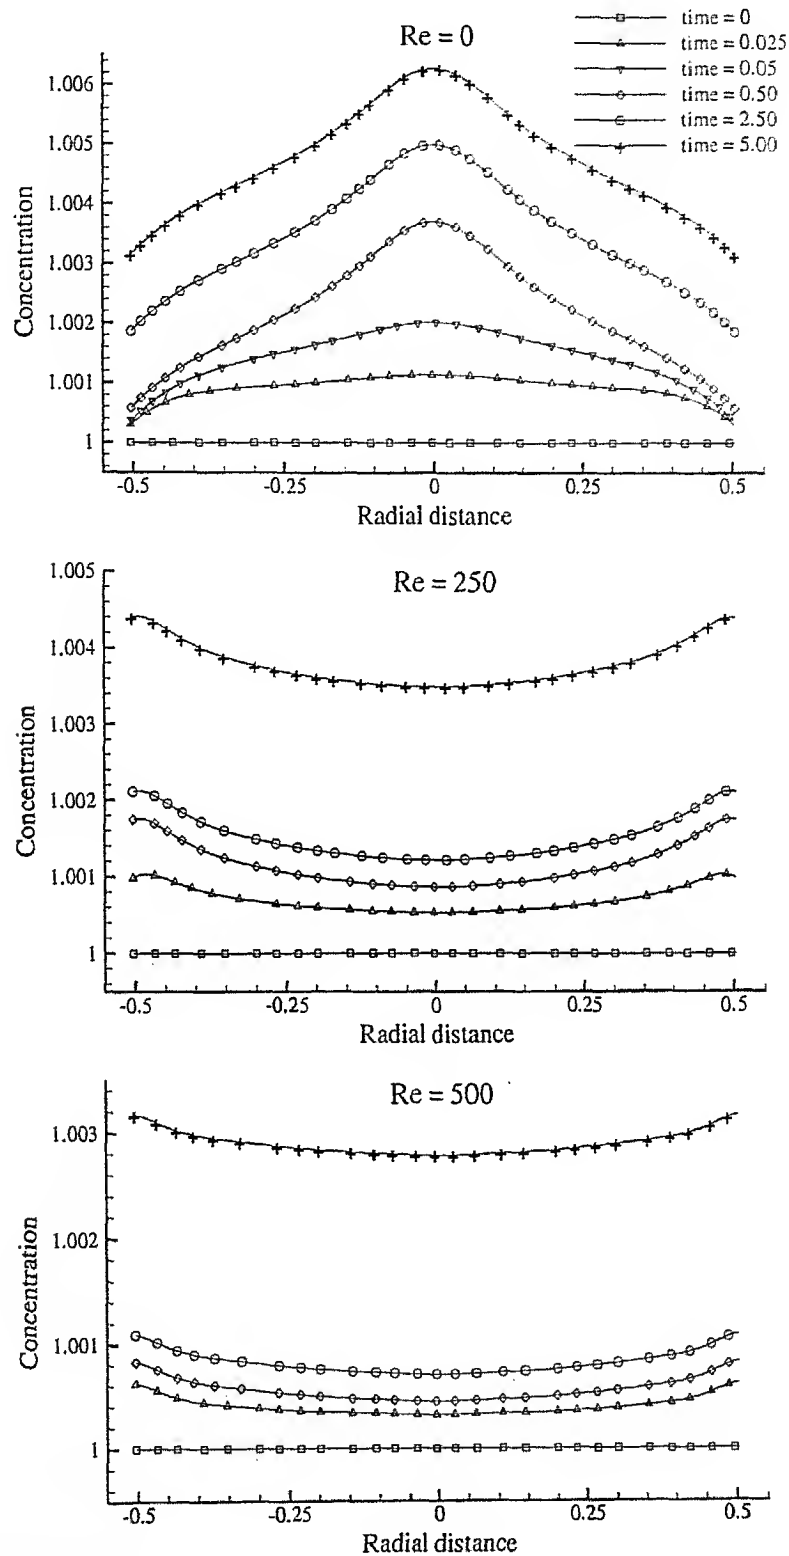 Re = 0
time = 0
time = 0.025
time = 0.05
time = 0.50
time = 2.50
time = 5.00
1.006
1.005
1.004
1.003
1.002
1.001
1
Concentration
-0.5 -0.25 0 0.25 0.5
Radial distance
Re = 250
1.005
1.004
1.003
1.002
1.001
1
Concentration
-0.5 -0.25 0 0.25 0.5
Radial distance
Re = 500
1.003
1.002
1.001
1
Concentration
-0.5 -0.25 0 0.25 0.5
Radial distance